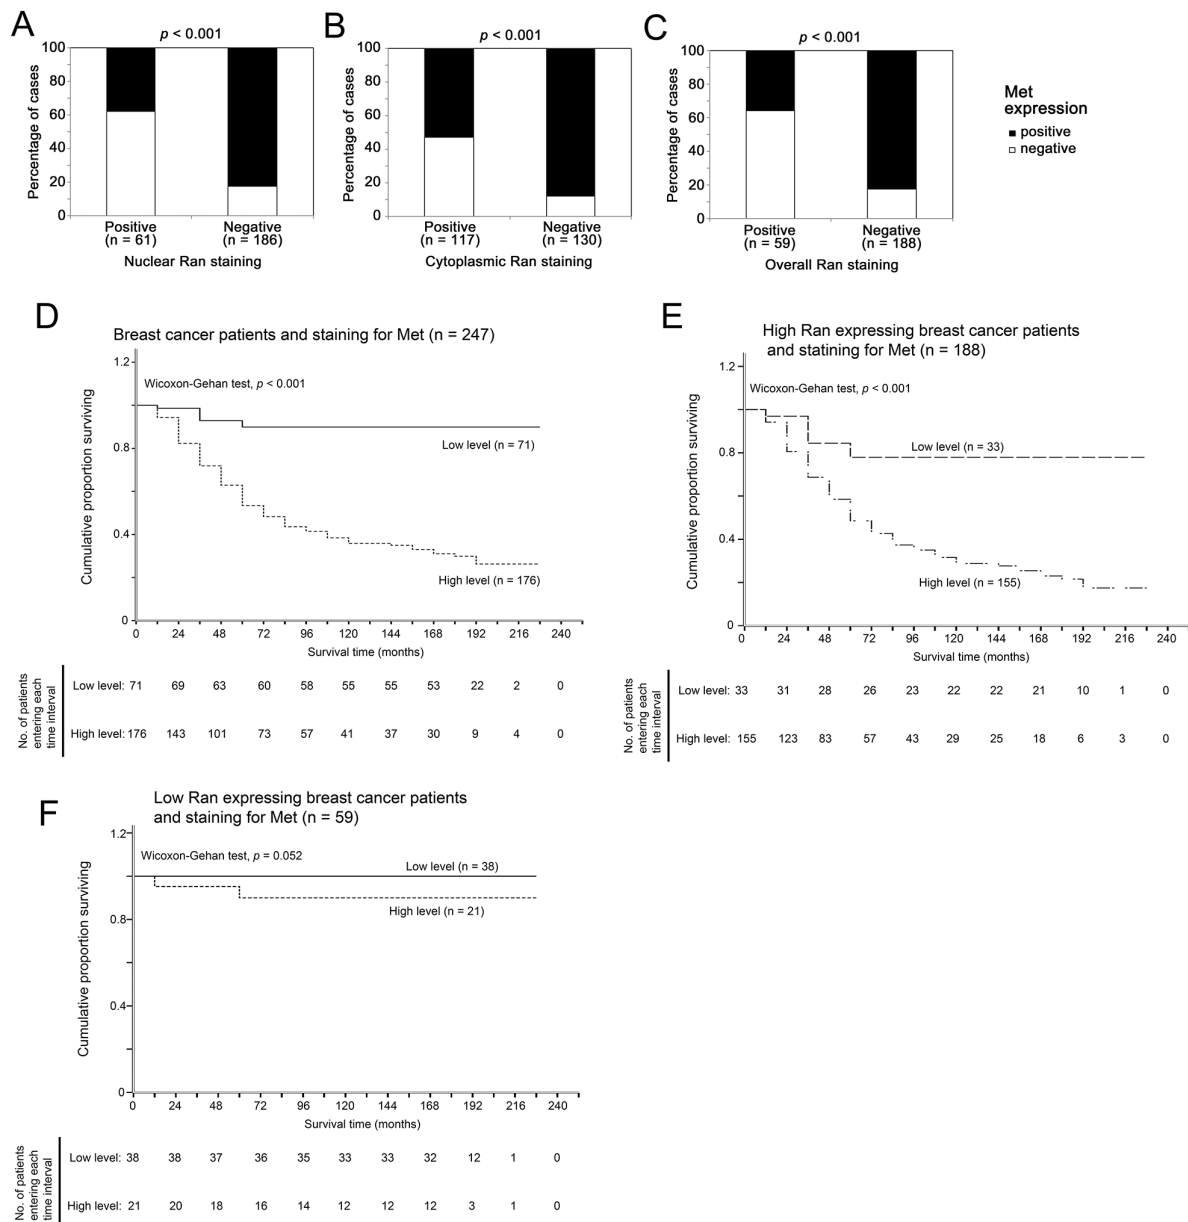 A
p < 0.001
Percentage of cases
100
80
60
40
20
0
Positive
(n = 61)
Negative
(n = 186)
Nuclear Ran staining
B
p < 0.001
Percentage of cases
100
80
60
40
20
0
Positive
(n = 117)
Negative
(n = 130)
Cytoplasmic Ran staining
C
p < 0.001
Percentage of cases
100
80
60
40
20
0
Positive
(n = 59)
Negative
(n = 188)
Overall Ran staining
Met
expression
positive
negative
D
Breast cancer patients and staining for Met (n = 247)
Wicoxon-Gehan test, p < 0.001
Cumulative proportion surviving
1.2
0.8
0.4
0
Low level (n = 71)
High level (n = 176)
0 24 48 72 96 120 144 168 192 216 240
Survival time (months)
No. of patients
entering each
time interval
Low level: 71 69 63 60 58 55 55 53 22 2 0
High level: 176 143 101 73 57 41 37 30 9 4 0
E
High Ran expressing breast cancer patients
and statining for Met (n = 188)
Wicoxon-Gehan test, p < 0.001
Cumulative proportion surviving
1.2
0.8
0.4
0
Low level (n = 33)
High level (n = 155)
0 24 48 72 96 120 144 168 192 216 240
Survival time (months)
No. of patients
entering each
time interval
Low level: 33 31 28 26 23 22 22 21 10 1 0
High level: 155 123 83 57 43 29 25 18 6 3 0
F
Low Ran expressing breast cancer patients
and staining for Met (n = 59)
Wicoxon-Gehan test, p = 0.052
Cumulative proportion surviving
1.2
0.8
0.4
0
Low level (n = 38)
High level (n = 21)
0 24 48 72 96 120 144 168 192 216 240
Survival time (months)
No. of patients
entering each
time interval
Low level: 38 38 37 36 35 33 33 32 12 1 0
High level: 21 20 18 16 14 12 12 12 3 1 0